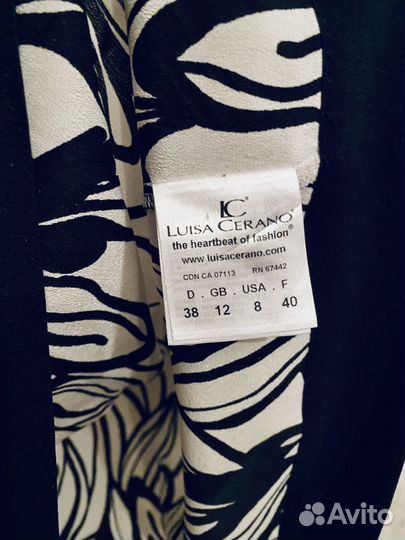 LC®
LUISA CERANO®
the heartbeat of fashion®
www.luisacerano.com
CDN CA 07113 RN 67442
D . GB . USA . F
38 12 8 40
Avito